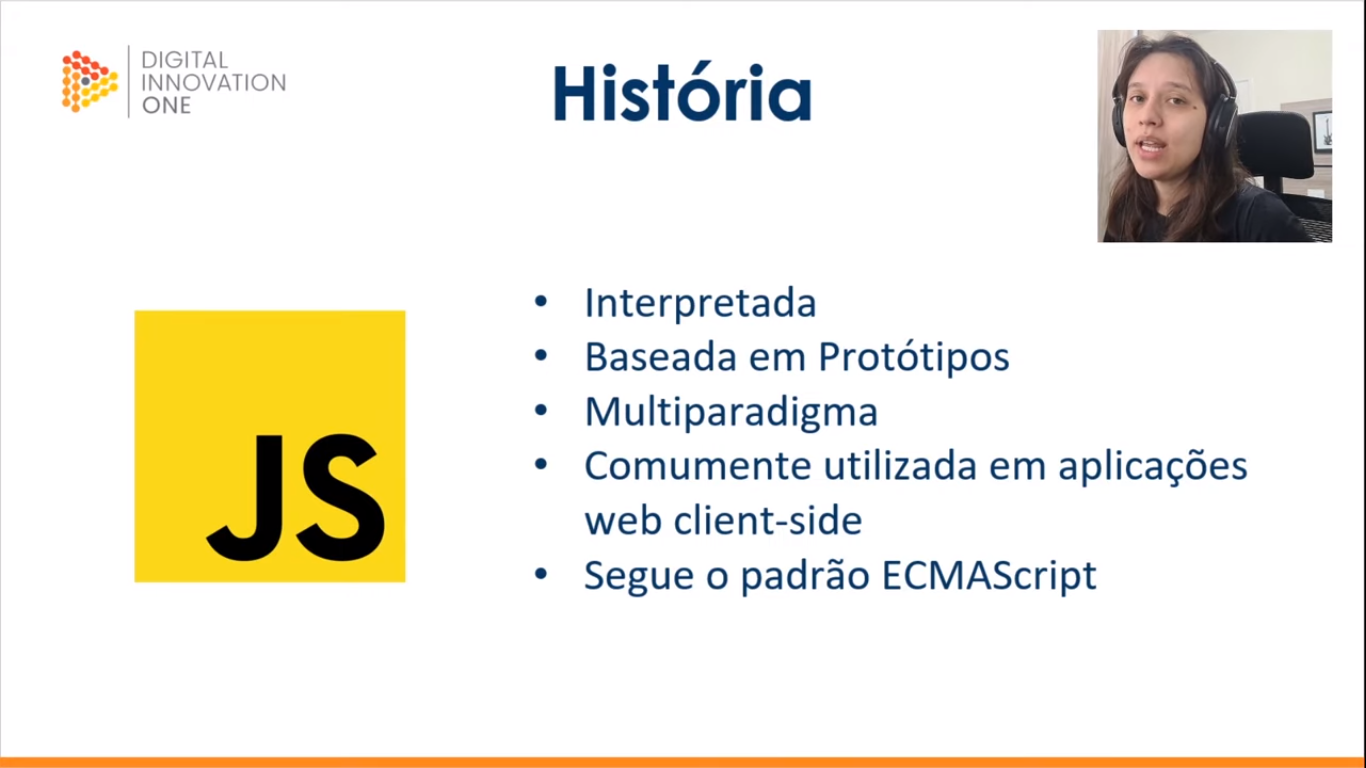 DIGITAL
INNOVATION
ONE
História
JS
• Interpretada
• Baseada em Protótipos
• Multiparadigma
• Comumente utilizada em aplicações
web client-side
• Segue o padrão ECMAScript